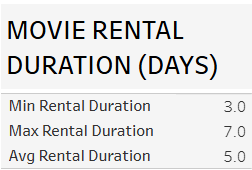 MOVIE RENTAL
DURATION (DAYS)
Min Rental Duration 3.0
Max Rental Duration 7.0
Avg Rental Duration 5.0